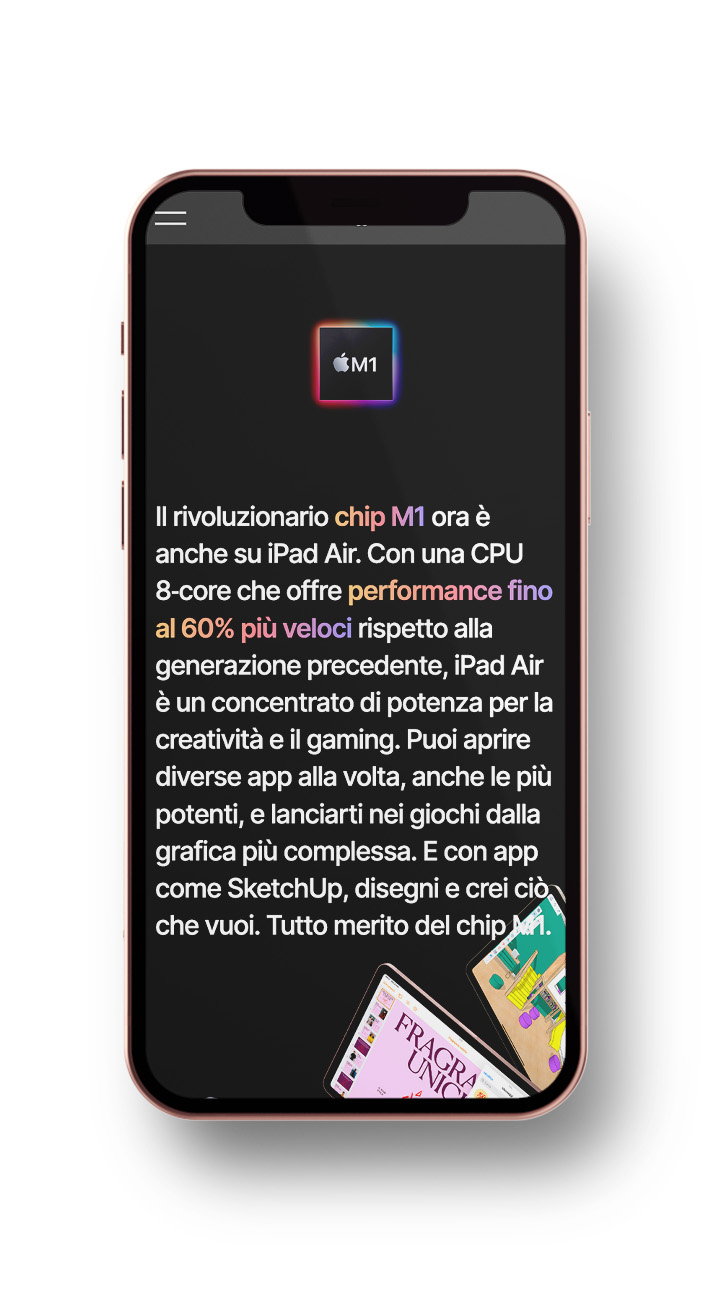 M1
Il rivoluzionario chip M1 ora è
anche su iPad Air. Con una CPU
8-core che offre performance fino
al 60% più veloci rispetto alla
generazione precedente, iPad Air
è un concentrato di potenza per la
creatività e il gaming. Puoi aprire
diverse app alla volta, anche le più
potenti, e lanciarti nei giochi dalla
grafica più complessa. E con app
come SketchUp, disegni e crei ciò
che vuoi. Tutto merito del chip M1.
FRAGRA
UNIC